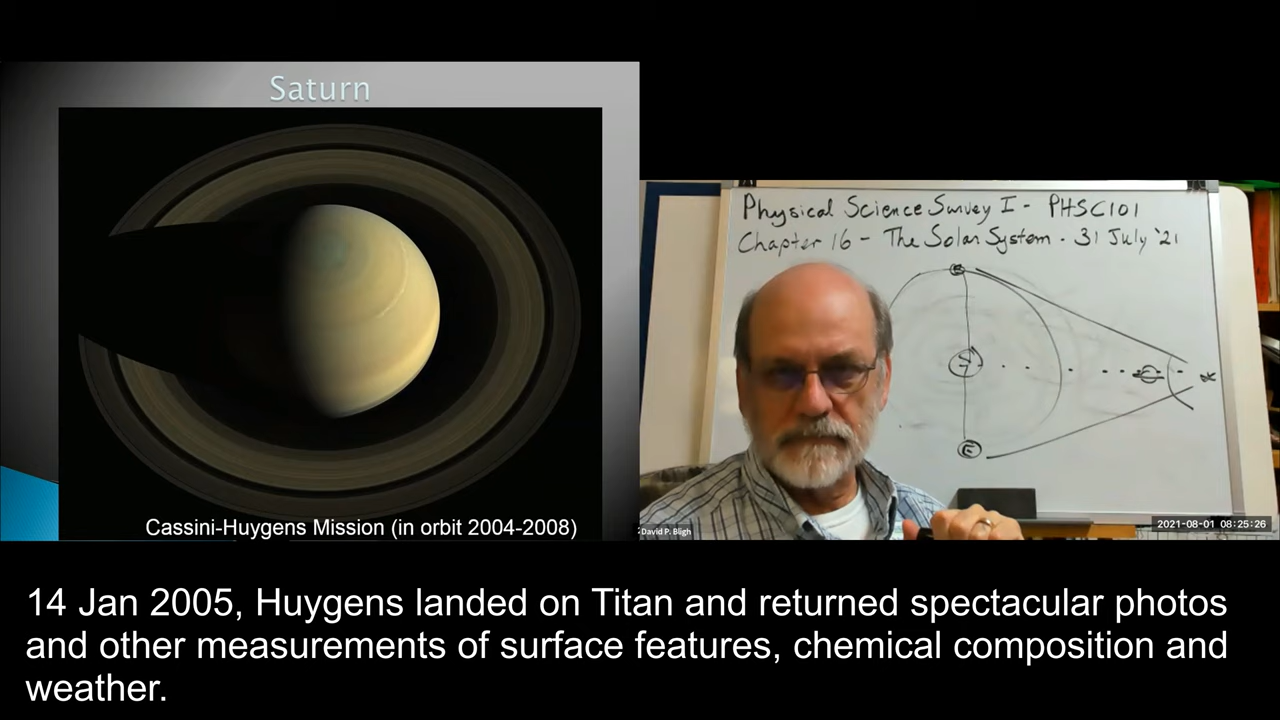 Saturn
Cassini-Huygens Mission (in orbit 2004-2008)
Physical Science Survey I - PHSC101
Chapter 16 - The Solar System - 31 July '21
E
David P. Bligh
2021-08-01 08:25:26
14 Jan 2005, Huygens landed on Titan and returned spectacular photos
and other measurements of surface features, chemical composition and
weather.